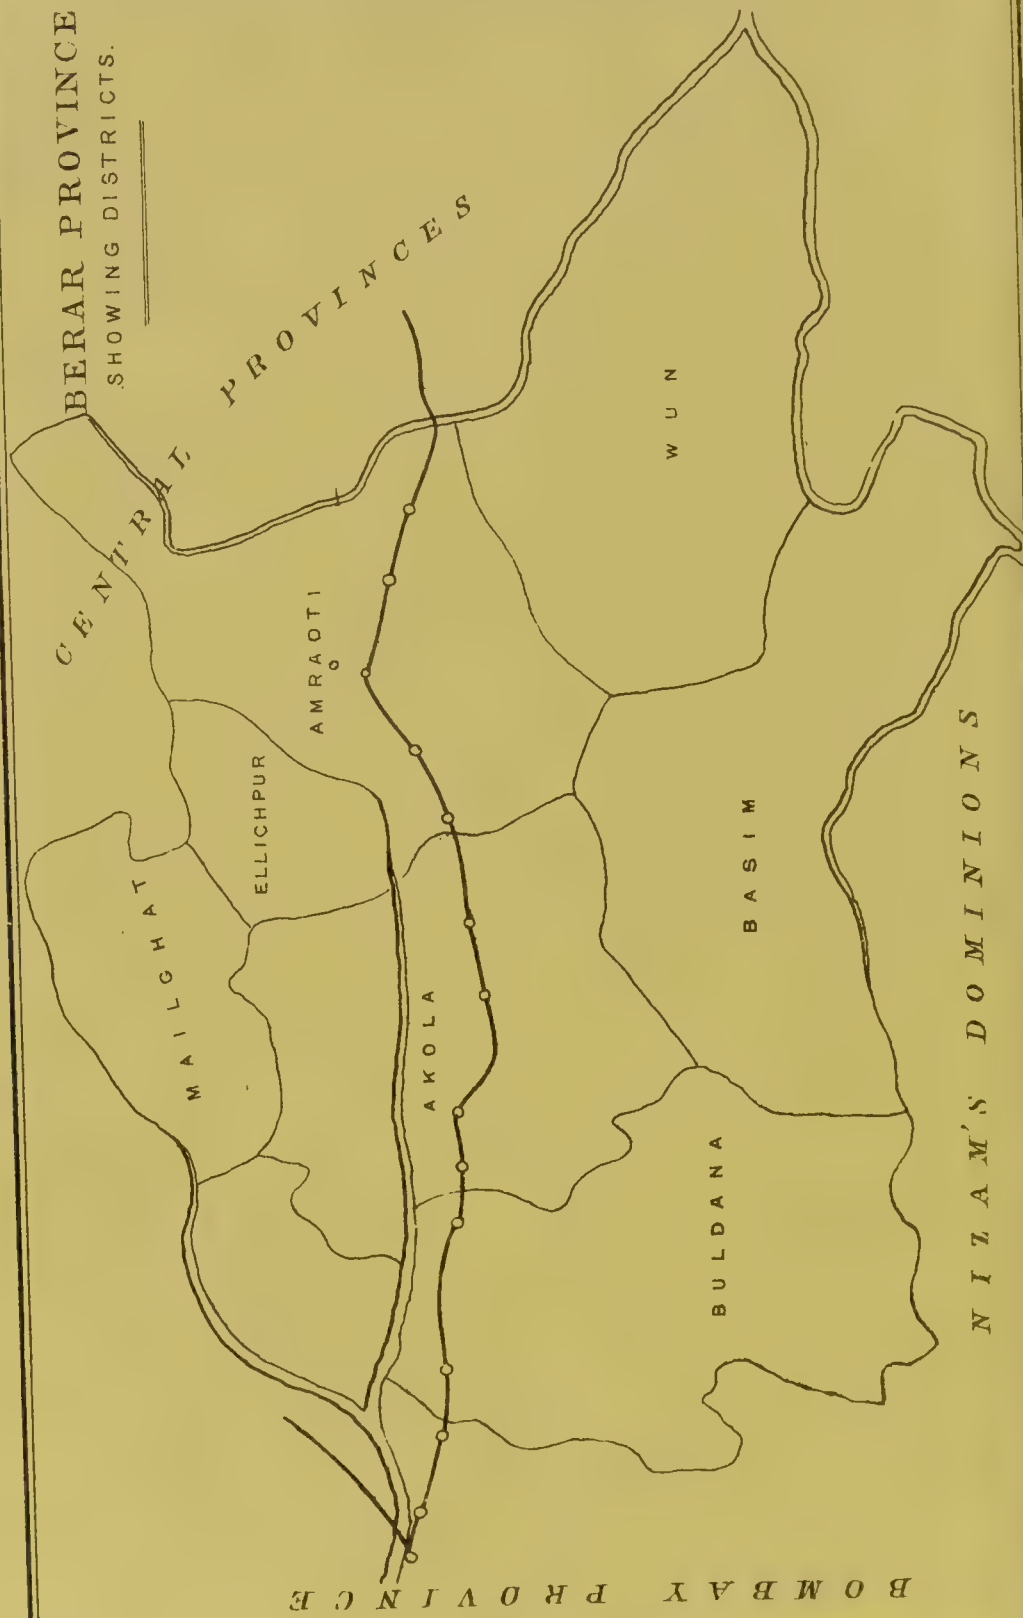 BERAR PROVINCE
SHOWING DISTRICTS.
CENTRAL PROVINCES
MAILGHAT
ELLICHPUR
AMRAOTI
AKOLA
WUN
BASIM
BULDANA
NIZAM'S DOMINIONS
BOMBAY PROVINCE